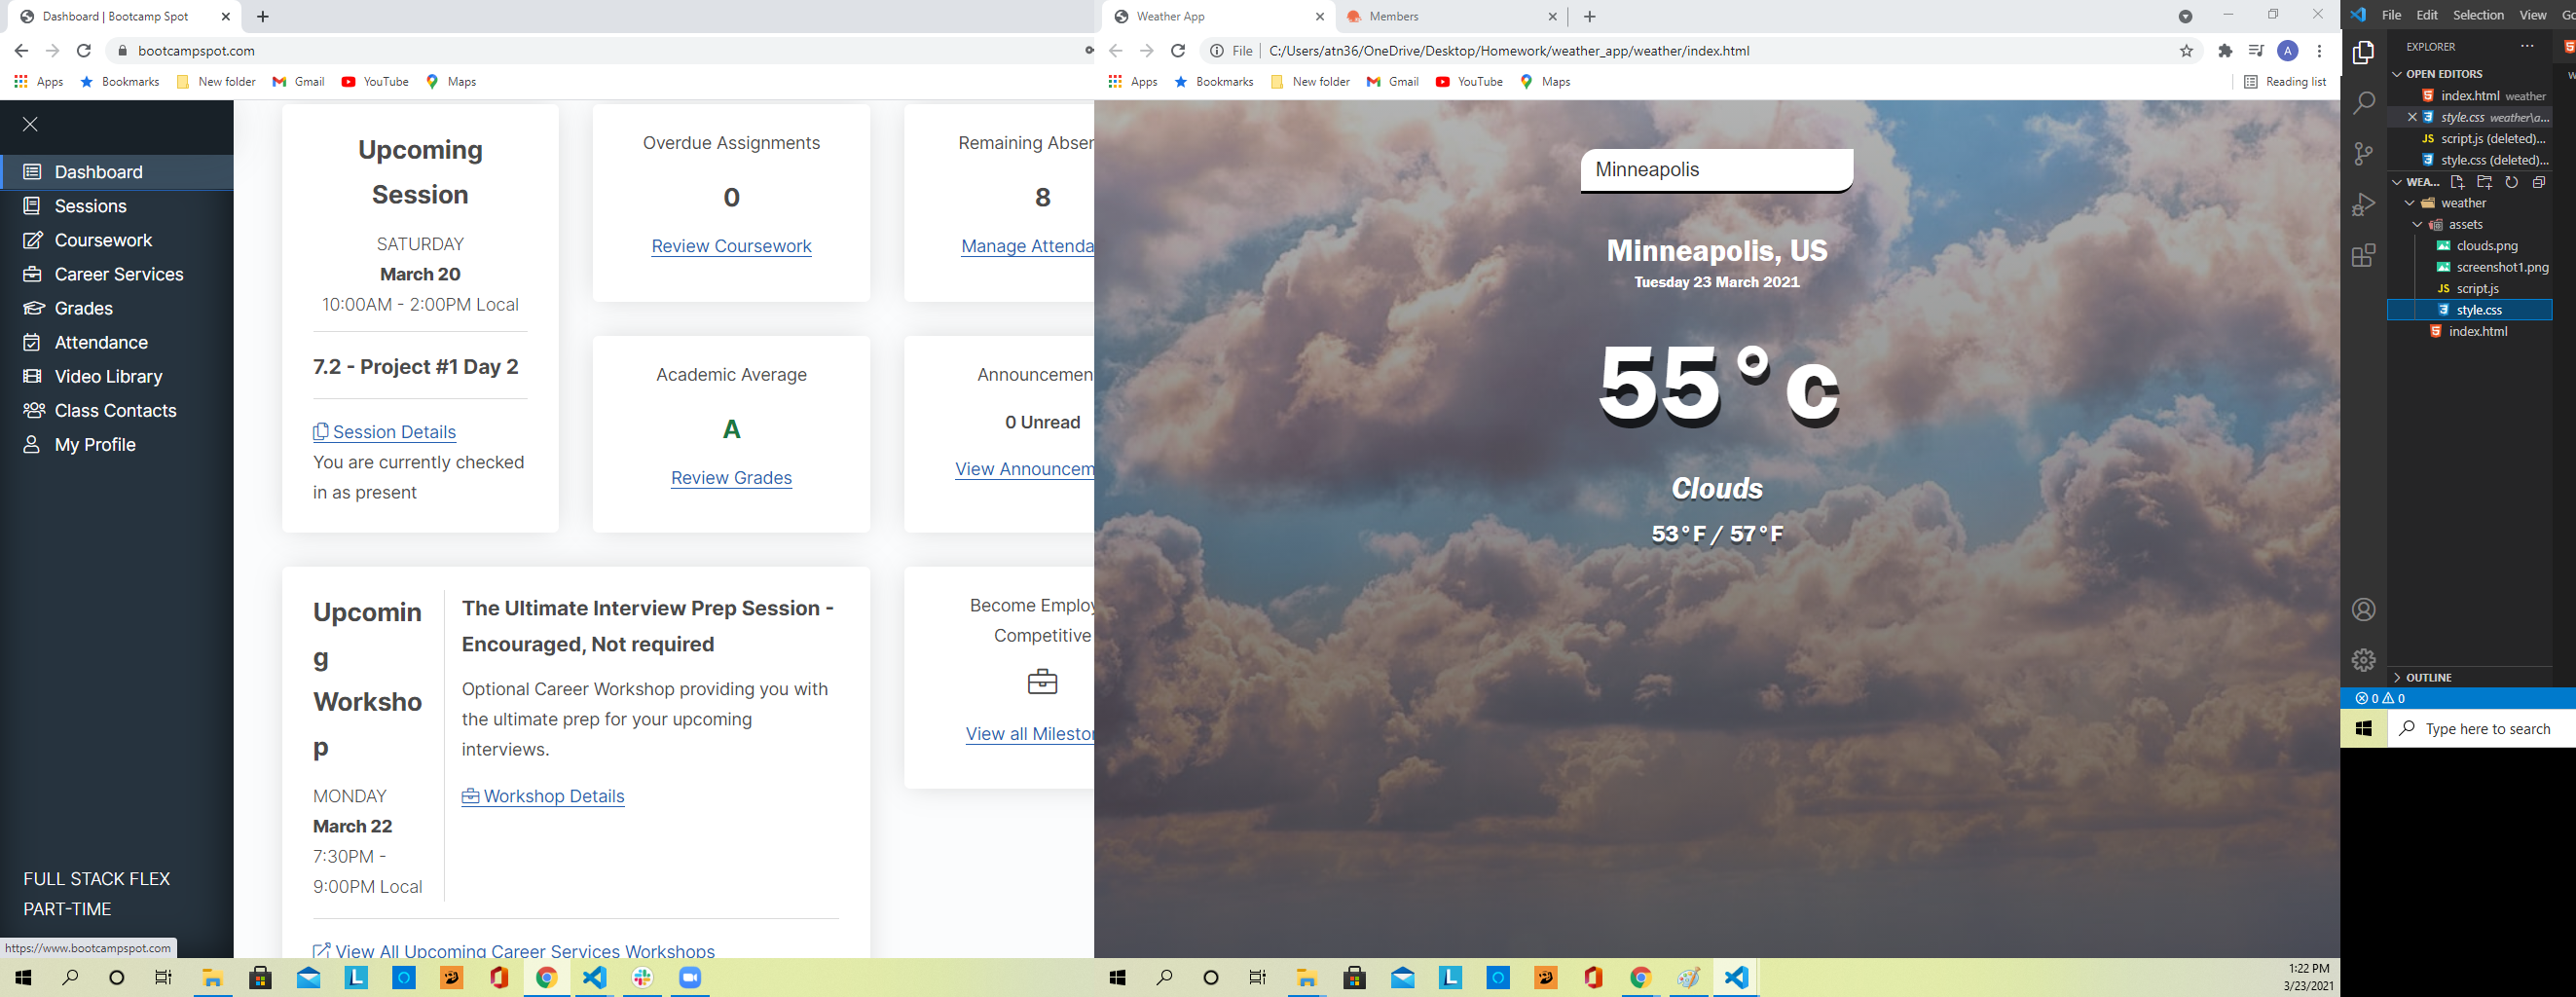 Dashboard | Bootcamp Spot
bootcampspot.com
Apps Bookmarks New folder Gmail YouTube Maps
Dashboard
Sessions
Coursework
Career Services
Grades
Attendance
Video Library
Class Contacts
My Profile
FULL STACK FLEX
PART-TIME
https://www.bootcampspot.com
Upcoming
Session
SATURDAY
March 20
10:00AM - 2:00PM Local
7.2 - Project #1 Day 2
Session Details
You are currently checked
in as present
Overdue Assignments
0
Review Coursework
Remaining Abser
8
Manage Attenda
Academic Average
A
Review Grades
Announcemen
0 Unread
View Announcem
Upcomin
g
Worksho
p
MONDAY
March 22
7:30PM -
9:00PM Local
The Ultimate Interview Prep Session -
Encouraged, Not required
Optional Career Workshop providing you with
the ultimate prep for your upcoming
interviews.
Workshop Details
View All Upcoming Career Services Workshops
Become Employ
Competitive
View all Milesto
Weather App
Members
File C:/Users/atn36/OneDrive/Desktop/Homework/weather_app/weather/index.html
A
Apps Bookmarks New folder Gmail YouTube Maps
Reading list
Minneapolis
Minneapolis, US
Tuesday 23 March 2021
55°c
Clouds
53°F / 57°F
1:22 PM
3/23/2021
File Edit Selection View Go
EXPLORER
OPEN EDITORS
index.html weather
style.css weather\a...
JS script.js (deleted)...
style.css (deleted)...
WEA...
weather
assets
clouds.png
screenshot1.png
JS script.js
style.css
index.html
OUTLINE
0 0
Type here to search